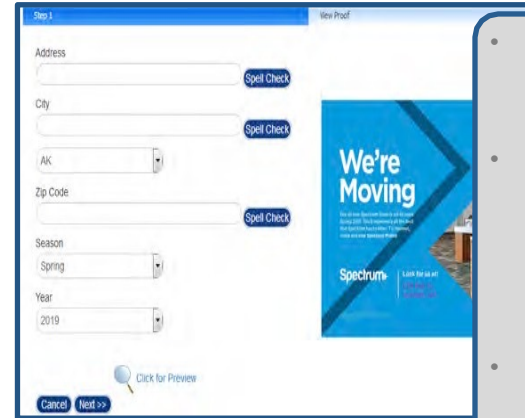 Step 1
View Proof
Address
Spell Check
City
Spell Check
AK
Zip Code
Spell Check
Season
Spring
Year
2019
Click for Preview
Cancel
Next >>
We're
Moving
Spectrum
Look for us at: